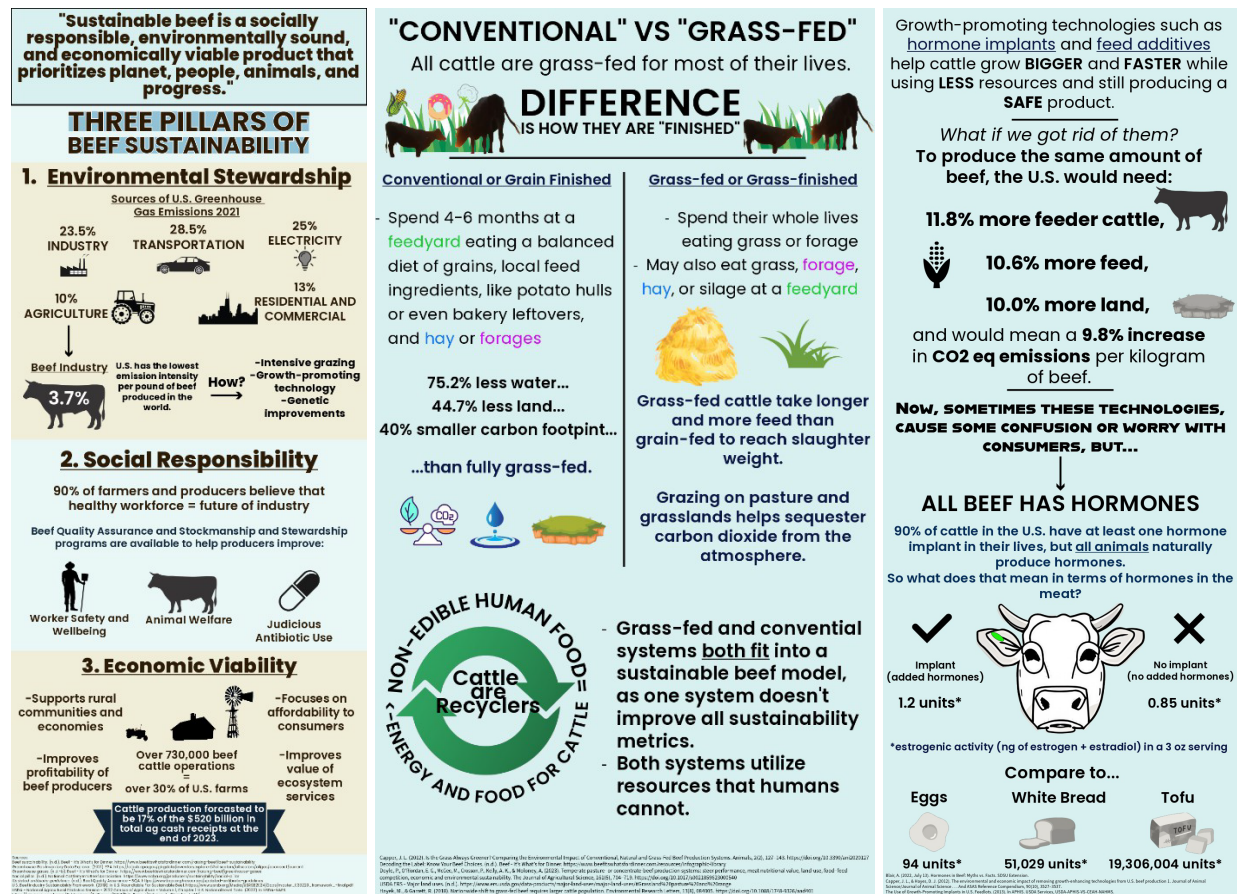 "Sustainable beef is a socially
responsible, environmentally sound,
and economically viable product that
prioritizes planet, people, animals, and
progress."
THREE PILLARS OF
BEEF SUSTAINABILITY
1. Environmental Stewardship
Sources of U.S. Greenhouse
Gas Emissions 2021
23.5%
INDUSTRY
28.5%
TRANSPORTATION
25%
ELECTRICITY
10%
AGRICULTURE
13%
RESIDENTIAL AND
COMMERCIAL
Beef Industry
3.7%
U.S. has the lowest
emission intensity
per pound of beef
produced in the
world.
How?
-Intensive grazing
-Growth-promoting
technology
-Genetic
improvements
2. Social Responsibility
90% of farmers and producers believe that
healthy workforce = future of industry
Beef Quality Assurance and Stockmanship and Stewardship
programs are available to help producers improve:
Worker Safety and
Wellbeing
Animal Welfare
Judicious
Antibiotic Use
3. Economic Viability
-Supports rural
communities and
economies
-Focuses on
affordability to
consumers
-Improves
profitability of
beef producers
Over 730,000 beef
cattle operations
=
over 30% of U.S. farms
-Improves
value of
ecosystem
services
Cattle production forcasted to
be 17% of the $520 billion in
total ag cash receipts at the
end of 2023.
"CONVENTIONAL" VS "GRASS-FED"
All cattle are grass-fed for most of their lives.
DIFFERENCE
IS HOW THEY ARE "FINISHED"
Conventional or Grain Finished
- Spend 4-6 months at a
feedyard eating a balanced
diet of grains, local feed
ingredients, like potato hulls
or even bakery leftovers,
and hay or forages
75.2% less water...
44.7% less land...
40% smaller carbon footprint...
...than fully grass-fed.
Grass-fed or Grass-finished
- Spend their whole lives
eating grass or forage
- May also eat grass, forage,
hay, or silage at a feedyard
Grass-fed cattle take longer
and more feed than
grain-fed to reach slaughter
weight.
Grazing on pasture and
grasslands helps sequester
carbon dioxide from the
atmosphere.
CO2
NON-EDIBLE HUMAN FOOD=
<-ENERGY AND FOOD FOR CATTLE
Cattle
are
Recyclers
- Grass-fed and convential
systems both fit into a
sustainable beef model,
as one system doesn't
improve all sustainability
metrics.
- Both systems utilize
resources that humans
cannot.
Growth-promoting technologies such as
hormone implants and feed additives
help cattle grow BIGGER and FASTER while
using LESS resources and still producing a
SAFE product.
What if we got rid of them?
To produce the same amount of
beef, the U.S. would need:
11.8% more feeder cattle,
10.6% more feed,
10.0% more land,
and would mean a 9.8% increase
in CO2 eq emissions per kilogram
of beef.
NOW, SOMETIMES THESE TECHNOLOGIES,
CAUSE SOME CONFUSION OR WORRY WITH
CONSUMERS, BUT...
ALL BEEF HAS HORMONES
90% of cattle in the U.S. have at least one hormone
implant in their lives, but all animals naturally
produce hormones.
So what does that mean in terms of hormones in the
meat?
Implant
(added hormones)
1.2 units*
No implant
(no added hormones)
0.85 units*
*estrogenic activity (ng of estrogen + estradiol) in a 3 oz serving
Compare to...
Eggs
White Bread
Tofu
TOFU
94 units*
51,029 units*
19,306,004 units*